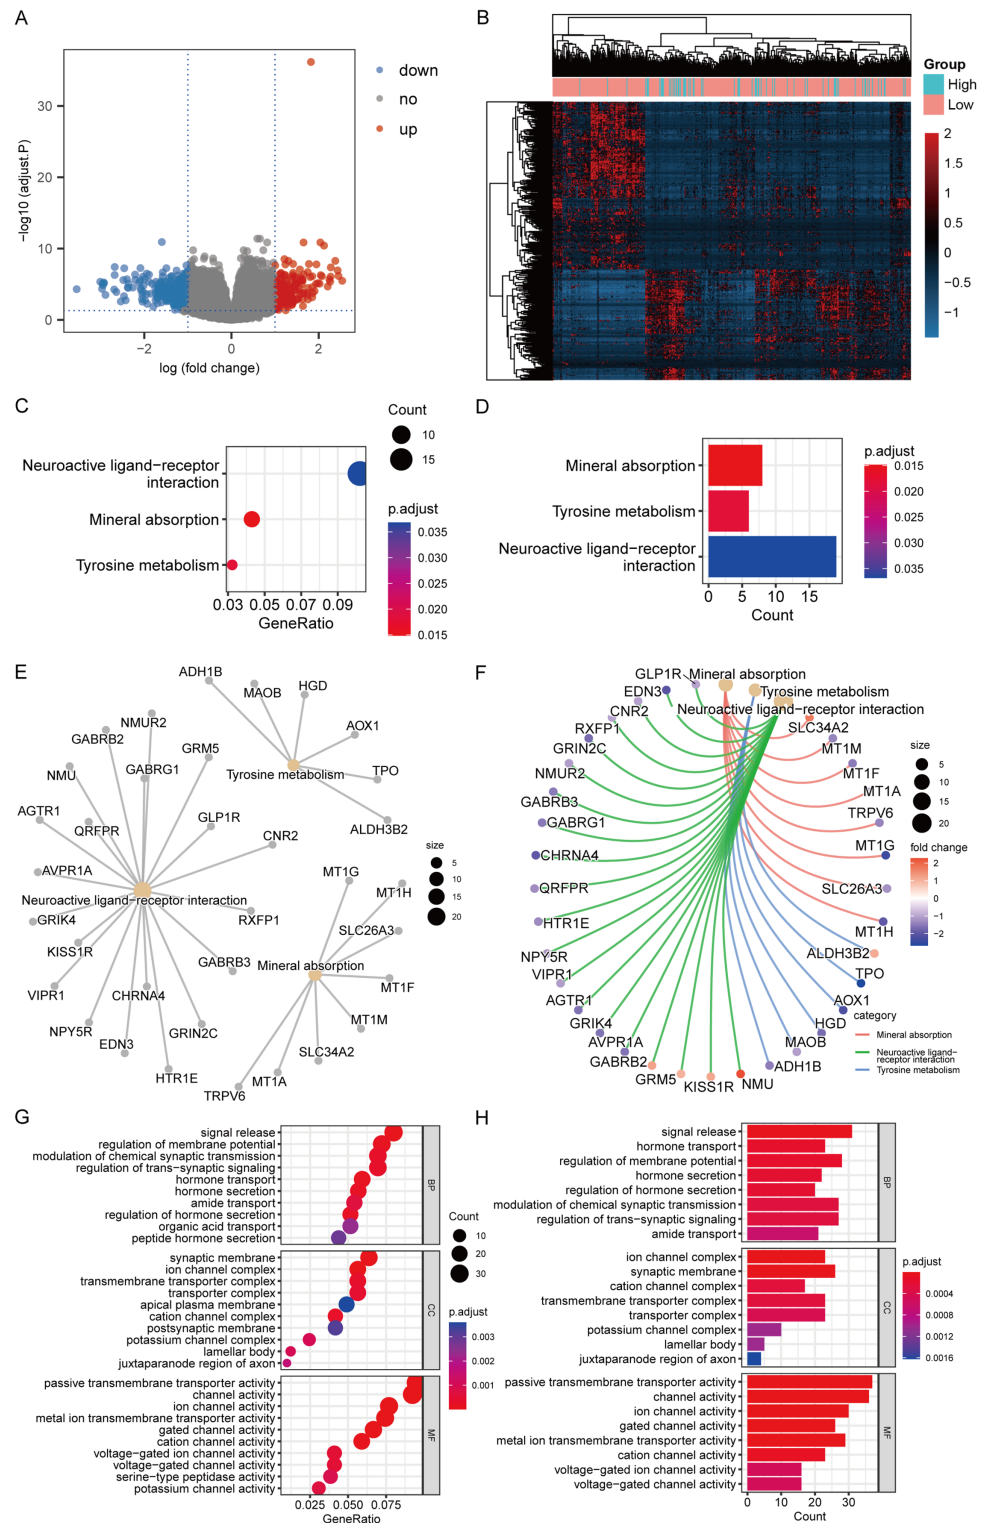 A
30
20
10
0
−2
0
2
−log10 (adjust.P)
log (fold change)
down
no
up
B
Group
High
Low
2
1.5
1
0.5
0
−0.5
−1
C
Neuroactive ligand−receptor
interaction
Mineral absorption
Tyrosine metabolism
0.03 0.05 0.07 0.09
GeneRatio
Count
10
15
p.adjust
0.035
0.030
0.025
0.020
0.015
D
Mineral absorption
Tyrosine metabolism
Neuroactive ligand−receptor
interaction
0 5 10 15
Count
p.adjust
0.015
0.020
0.025
0.030
0.035
E
ADH1B
MAOB
HGD
AOX1
TPO
ALDH3B2
Tyrosine metabolism
NMUR2
GABRB2
GRM5
NMU
GABRG1
AGTR1
QRFPR
GLP1R
CNR2
AVPR1A
Neuroactive ligand−receptor interaction
GRIK4
RXFP1
KISS1R
GABRB3
VIPR1
CHRNA4
NPY5R
GRIN2C
EDN3
HTR1E
MT1G
MT1H
SLC26A3
Mineral absorption
MT1F
MT1M
SLC34A2
MT1A
TRPV6
size
5
10
15
20
F
GLP1R
Mineral absorption
EDN3
Tyrosine metabolism
CNR2
Neuroactive ligand−receptor interaction
RXFP1
SLC34A2
GRIN2C
MT1M
NMUR2
MT1F
GABRB3
MT1A
GABRG1
TRPV6
CHRNA4
MT1G
QRFPR
SLC26A3
HTR1E
MT1H
NPY5R
ALDH3B2
VIPR1
TPO
AGTR1
AOX1
GRIK4
HGD
AVPR1A
MAOB
GABRB2
ADH1B
GRM5
KISS1R
NMU
size
5
10
15
20
fold change
2
1
0
−1
−2
category
Mineral absorption
Neuroactive ligand−
receptor interaction
Tyrosine metabolism
G
signal release
regulation of membrane potential
modulation of chemical synaptic transmission
regulation of trans−synaptic signaling
hormone transport
hormone secretion
amide transport
regulation of hormone secretion
organic acid transport
peptide hormone secretion
BP
synaptic membrane
ion channel complex
transmembrane transporter complex
transporter complex
apical plasma membrane
cation channel complex
postsynaptic membrane
potassium channel complex
lamellar body
juxtaparanode region of axon
CC
passive transmembrane transporter activity
channel activity
ion channel activity
metal ion transmembrane transporter activity
gated channel activity
cation channel activity
voltage−gated ion channel activity
voltage−gated channel activity
serine−type peptidase activity
potassium channel activity
MF
0.025 0.050 0.075
GeneRatio
Count
10
20
30
p.adjust
0.003
0.002
0.001
H
signal release
hormone transport
regulation of membrane potential
hormone secretion
regulation of hormone secretion
modulation of chemical synaptic transmission
regulation of trans−synaptic signaling
amide transport
BP
ion channel complex
synaptic membrane
cation channel complex
transmembrane transporter complex
transporter complex
potassium channel complex
lamellar body
juxtaparanode region of axon
CC
passive transmembrane transporter activity
channel activity
ion channel activity
gated channel activity
metal ion transmembrane transporter activity
cation channel activity
voltage−gated ion channel activity
voltage−gated channel activity
MF
0 10 20 30
Count
p.adjust
0.0004
0.0008
0.0012
0.0016